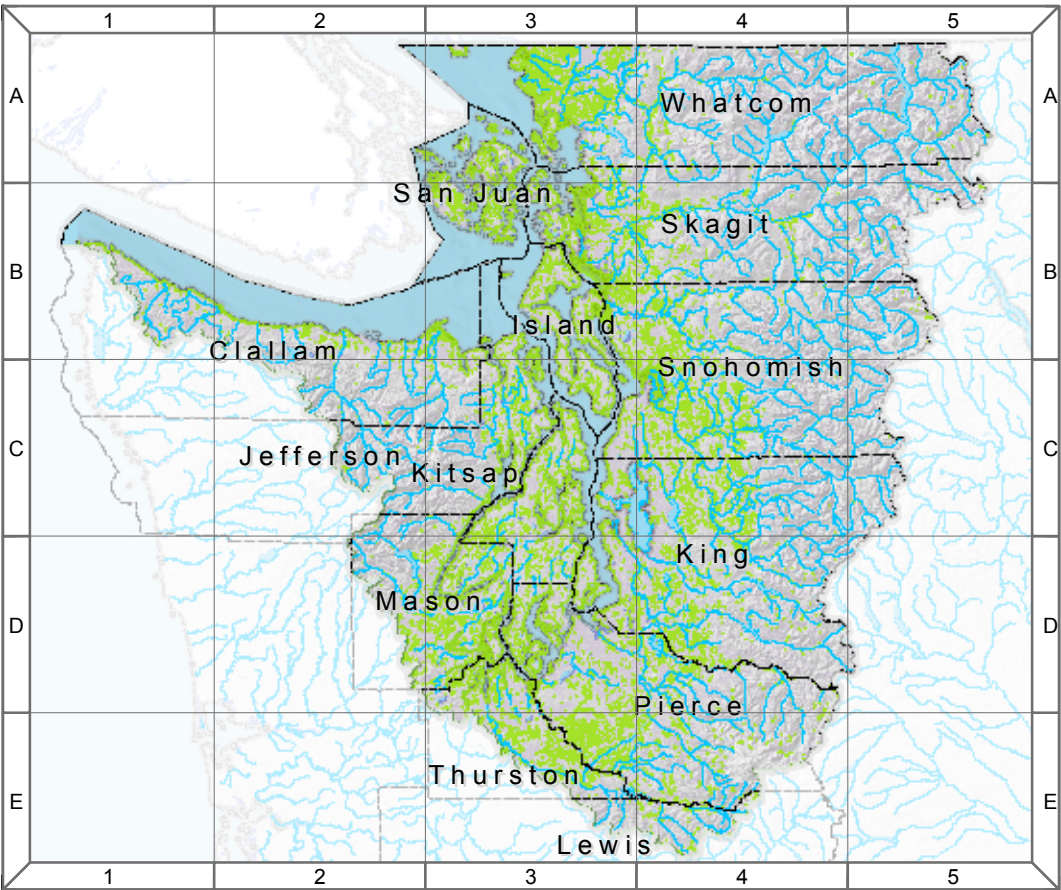 1 2 3 4 5
A A
Whatcom
San Juan
Skagit
B B
Island
Clallam
Snohomish
C C
Jefferson
Kitsap
King
Mason
D D
Pierce
Thurston
E E
Lewis
1 2 3 4 5